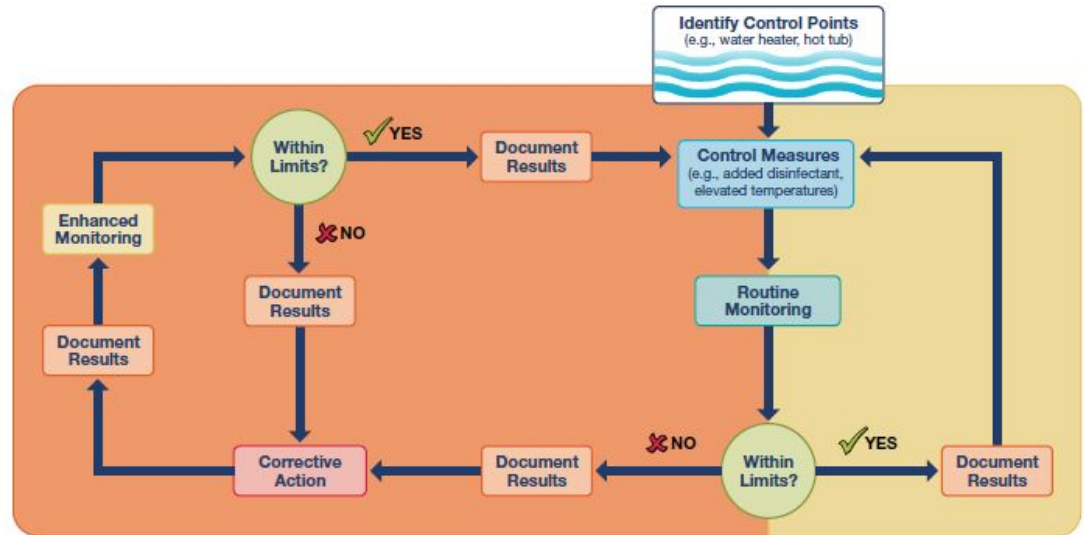 Identify Control Points
(e.g., water heater, hot tub)
Within
Limits?
YES
Document
Results
Control Measures
(e.g., added disinfectant,
elevated temperatures)
Enhanced
Monitoring
NO
Document
Results
Routine
Monitoring
Document
Results
Corrective
Action
Document
Results
NO
Within
Limits?
YES
Document
Results